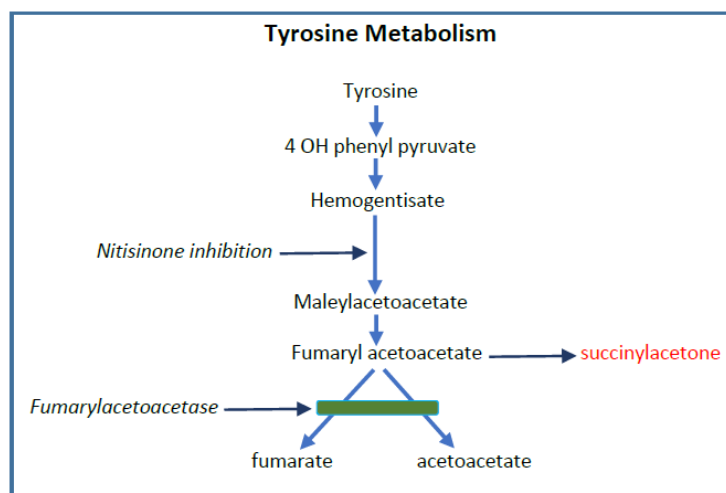 Tyrosine Metabolism
Tyrosine
4 OH phenyl pyruvate
Hemogentisate
Nitisinone inhibition
Maleylacetoacetate
Fumaryl acetoacetate
succinylacetone
Fumarylacetoacetase
fumarate
acetoacetate